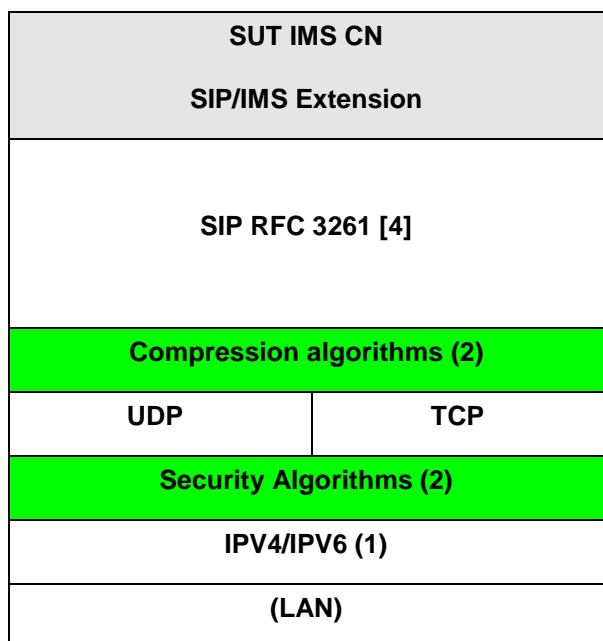 SUT IMS CN
SIP/IMS Extension
SIP RFC 3261 [4]
Compression algorithms (2)
UDP
TCP
Security Algorithms (2)
IPV4/IPV6 (1)
(LAN)